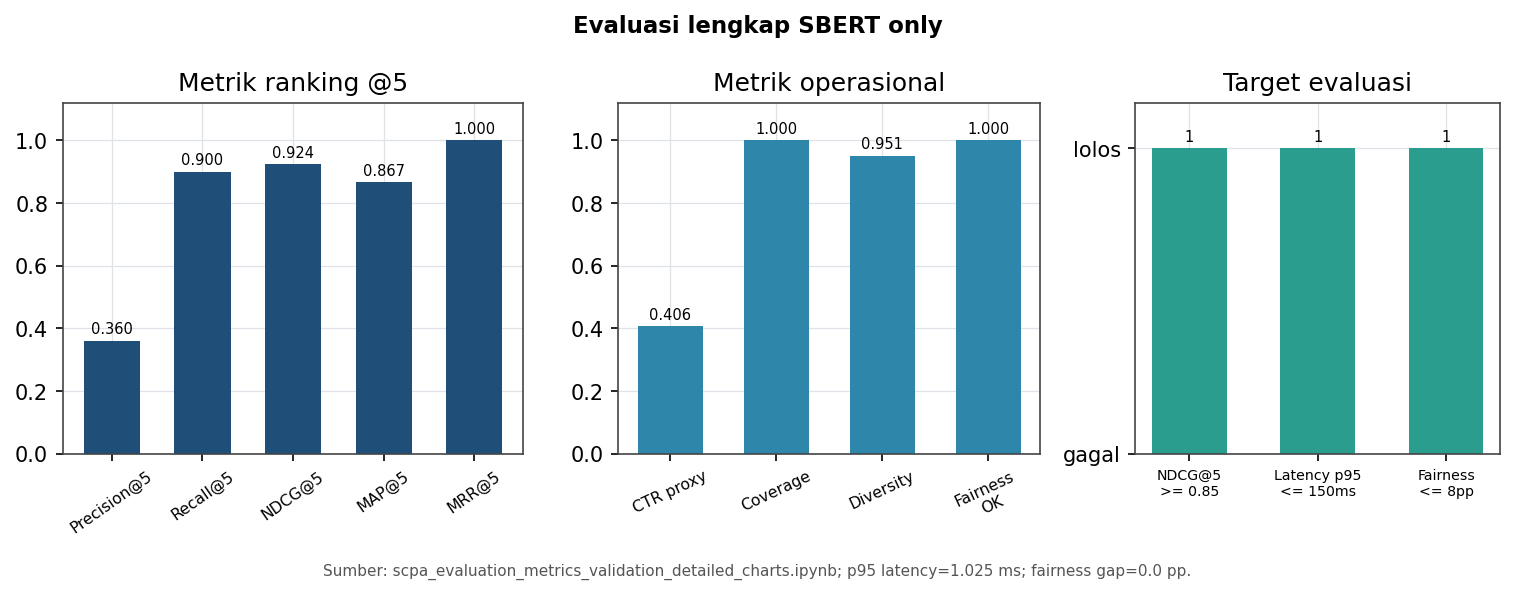 Evaluasi lengkap SBERT only
Metrik ranking @5
1.0
0.8
0.6
0.4
0.2
0.0
0.360
0.900
0.924
0.867
1.000
Precision@5
Recall@5
NDCG@5
MAP@5
MRR@5
Metrik operasional
1.0
0.8
0.6
0.4
0.2
0.0
0.406
1.000
0.951
1.000
CTR proxy
Coverage
Diversity
Fairness
OK
Target evaluasi
lolos
gagal
1
1
1
NDCG@5
>= 0.85
Latency p95
<= 150ms
Fairness
<= 8pp
Sumber: scpa_evaluation_metrics_validation_detailed_charts.ipynb; p95 latency=1.025 ms; fairness gap=0.0 pp.